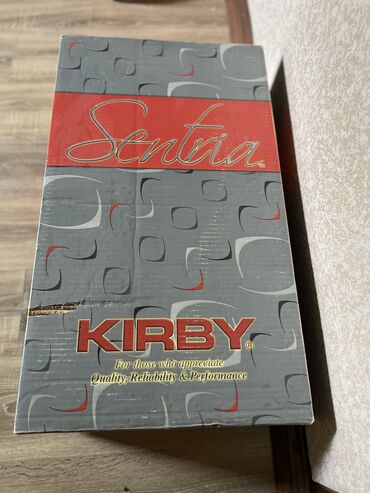 Sentria
KIRBY®
For those who appreciate
Quality, Reliability & Performance